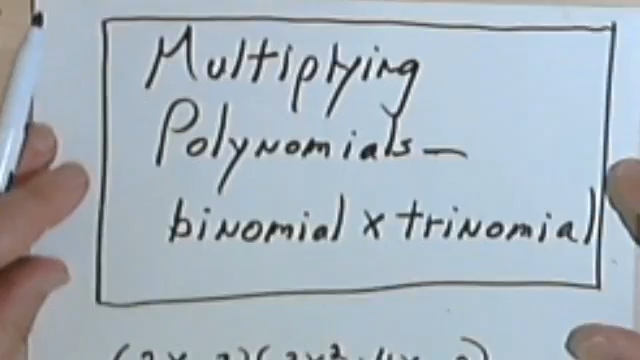 Multiplying
Polynomials—
binomial x trinomial